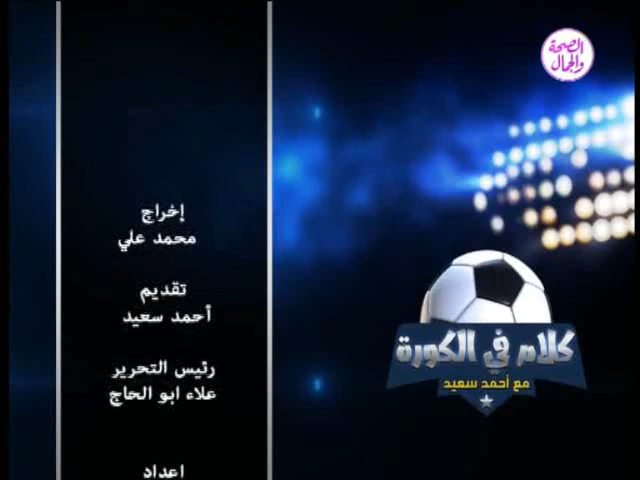 الصحة
والجمال
إخراج
محمد علي
تقديم
أحمد سعيد
رئيس التحرير
علاء ابو الحاج
اعداد
كلام في الكورة
مع أحمد سعيد